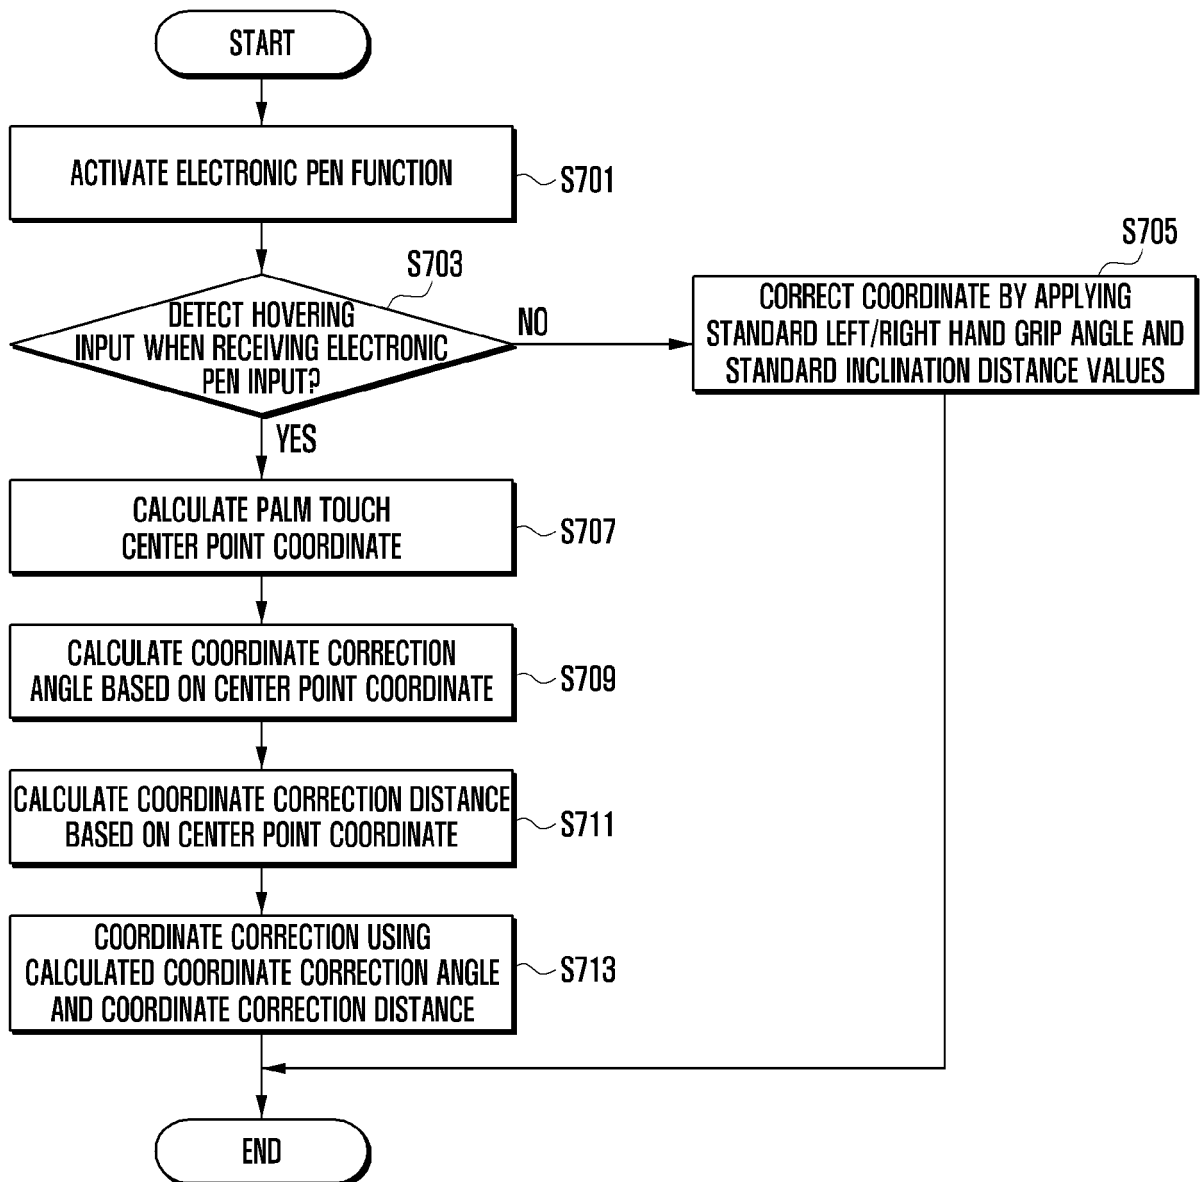 START
ACTIVATE ELECTRONIC PEN FUNCTION
S701
S703
DETECT HOVERING
INPUT WHEN RECEIVING ELECTRONIC
PEN INPUT?
NO
S705
CORRECT COORDINATE BY APPLYING
STANDARD LEFT/RIGHT HAND GRIP ANGLE AND
STANDARD INCLINATION DISTANCE VALUES
YES
CALCULATE PALM TOUCH
CENTER POINT COORDINATE
S707
CALCULATE COORDINATE CORRECTION
ANGLE BASED ON CENTER POINT COORDINATE
S709
CALCULATE COORDINATE CORRECTION DISTANCE
BASED ON CENTER POINT COORDINATE
S711
COORDINATE CORRECTION USING
CALCULATED COORDINATE CORRECTION ANGLE
AND COORDINATE CORRECTION DISTANCE
S713
END